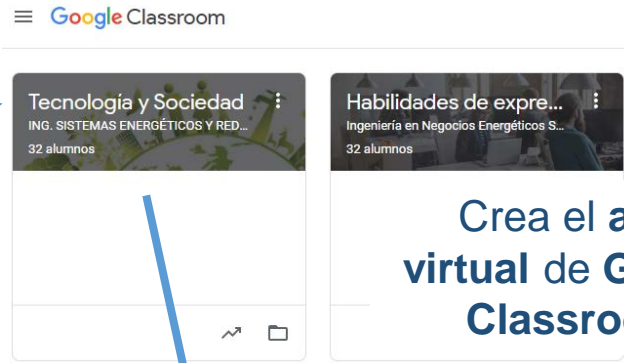 Google Classroom
Tecnología y Sociedad
ING. SISTEMAS ENERGÉTICOS Y RED...
32 alumnos
Habilidades de expre...
Ingeniería en Negocios Energéticos S...
32 alumnos
Crea el
virtual de